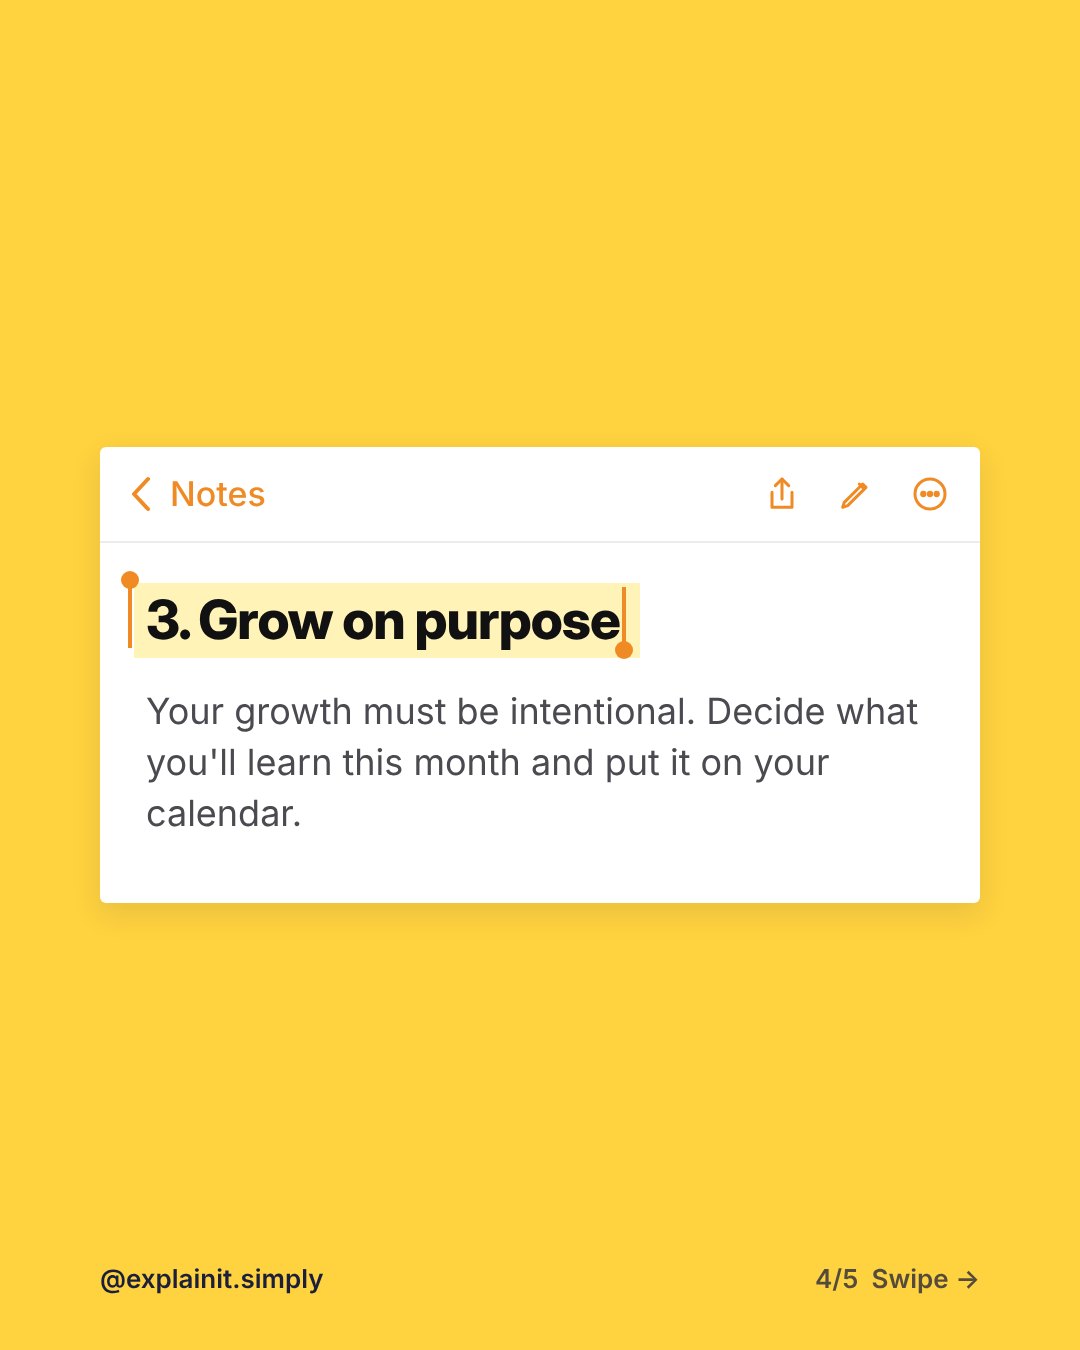 Notes
3. Grow on purpose
Your growth must be intentional. Decide what
you'll learn this month and put it on your
calendar.
@explainit.simply
4/5 Swipe →